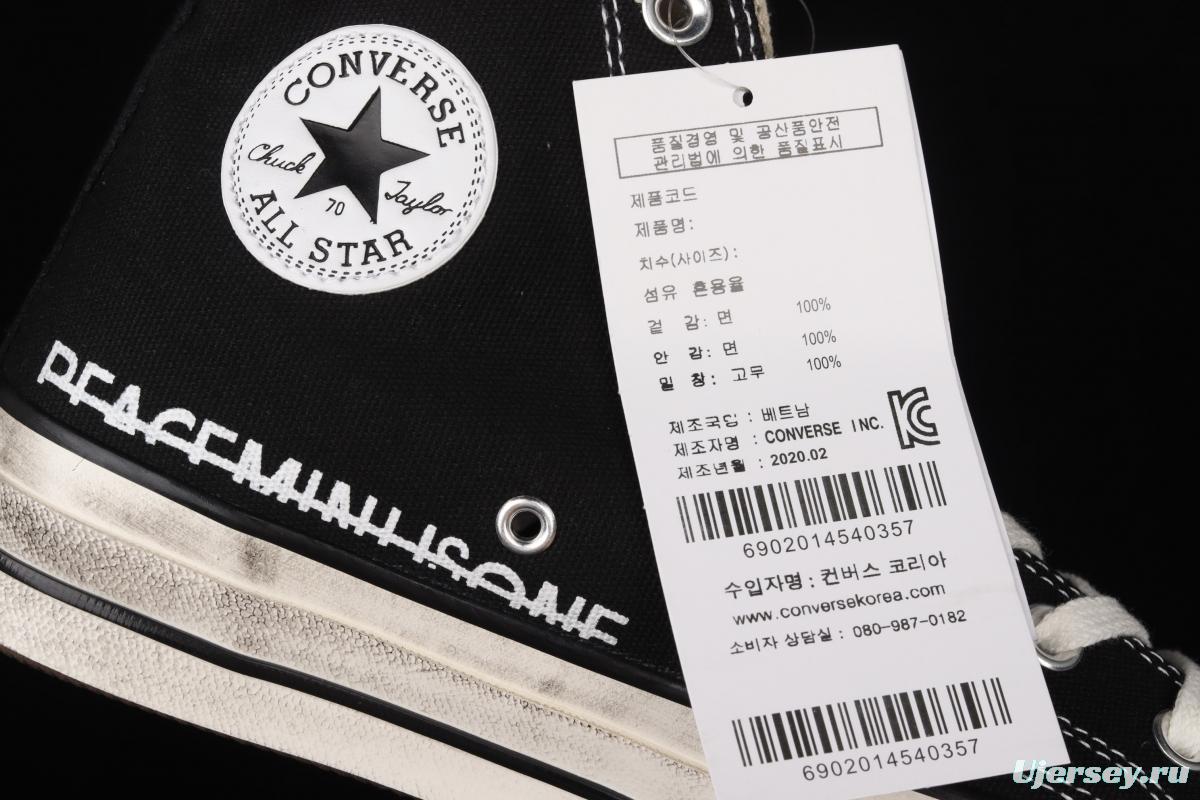 CONVERSE
Chuck Taylor
70
ALL STAR
PEACEMINUSONE
품질경영 및 공산품안전
관리법에 의한 품질표시
제품코드
제품명:
치수(사이즈):
섬유 혼용율
겉 감: 면 100%
안 감: 면 100%
밑 창: 고무 100%
제조국입 : 베트남
제조자명 : CONVERSE INC.
제조년월 : 2020.02
6902014540357
수입자명 : 컨버스 코리아
www.conversekorea.com
소비자 상담실 : 080-987-0182
6902014540357
Ujersey.ru